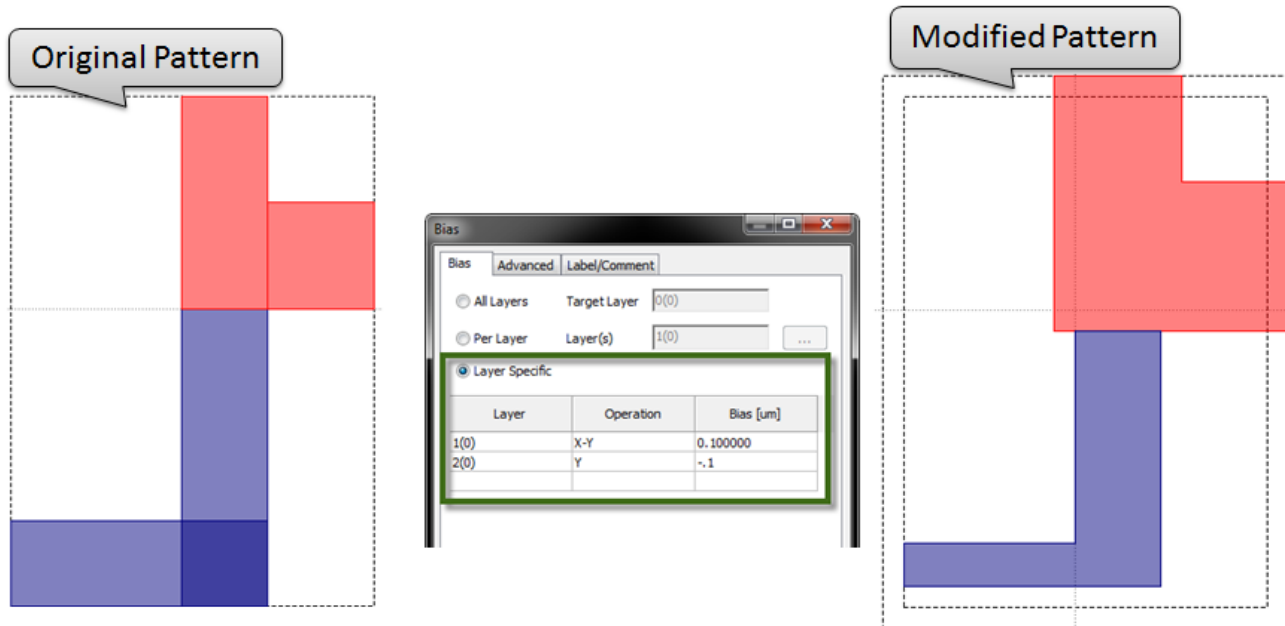 Original Pattern
Modified Pattern
Bias
Bias Advanced Label/Comment
All Layers Target Layer 0(0)
Per Layer Layer(s) 1(0) ...
Layer Specific
Layer Operation Bias [um]
1(0) X-Y 0.100000
2(0) Y -.1